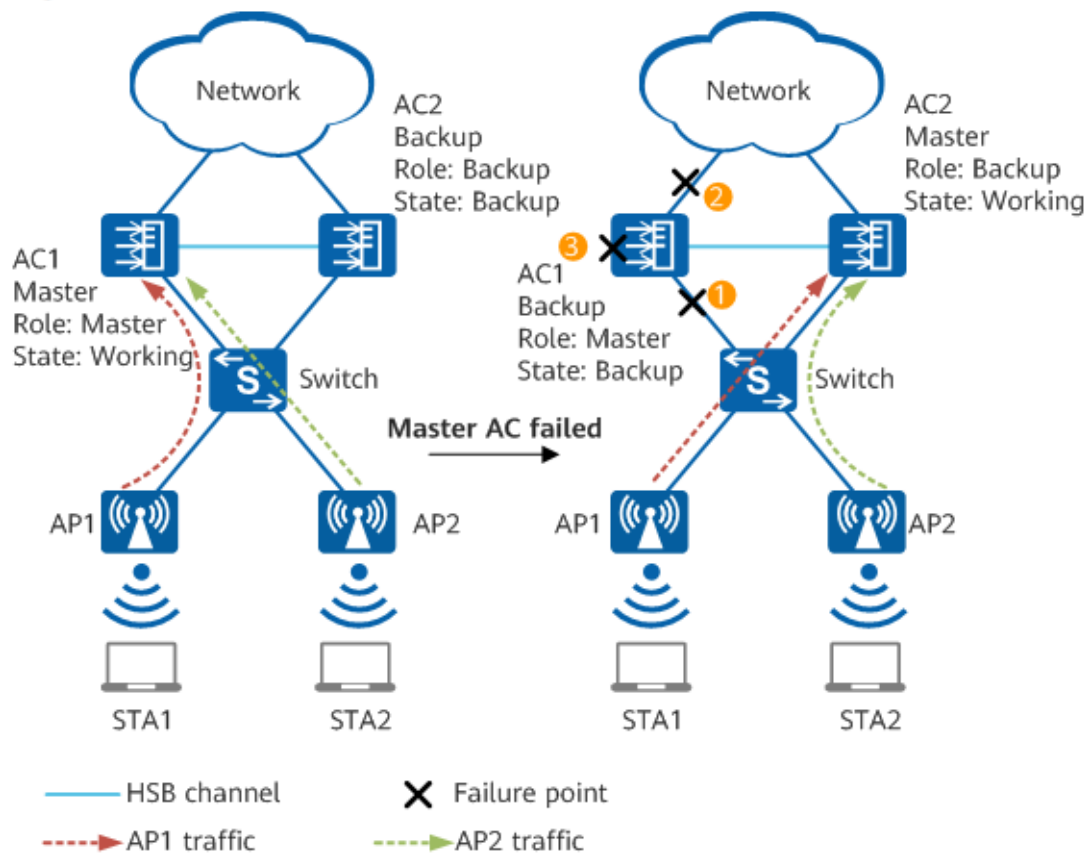 Network
AC2
Backup
Role: Backup
State: Backup
AC1
Master
Role: Master
State: Working
S
Switch
AP1
AP2
STA1
STA2
Master AC failed
Network
AC2
Master
Role: Backup
State: Working
2
3
1
AC1
Backup
Role: Master
State: Backup
S
Switch
AP1
AP2
STA1
STA2
HSB channel
Failure point
AP1 traffic
AP2 traffic